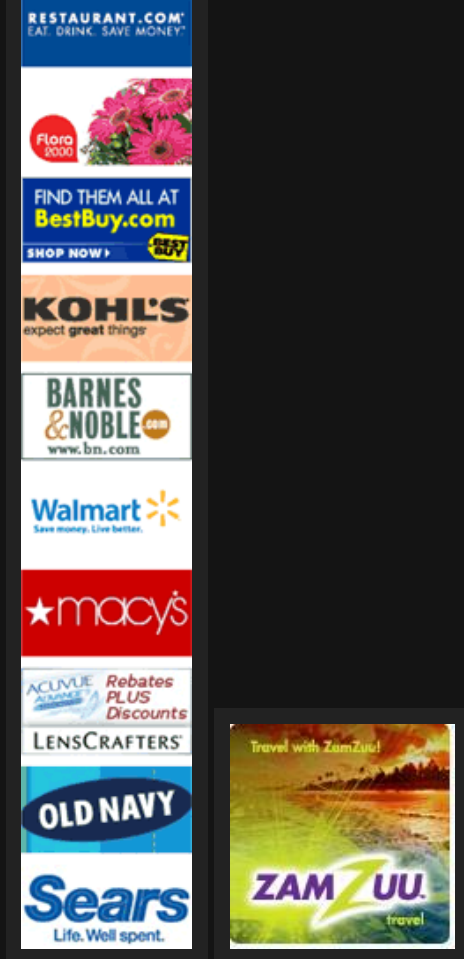 RESTAURANT.COM®
EAT. DRINK. SAVE MONEY.™
Flora
2000
FIND THEM ALL AT
BestBuy.com
SHOP NOW
BEST
BUY
KOHL'S
expect great things
BARNES
&NOBLE
.com
www.bn.com
Walmart
Save money. Live better.
macy's
ACUVUE
ADVANCE
Rebates
PLUS
Discounts
LENSCRAFTERS
OLD NAVY
Sears
Life. Well spent.
Travel with ZamZuu!
ZAMZUU
travel